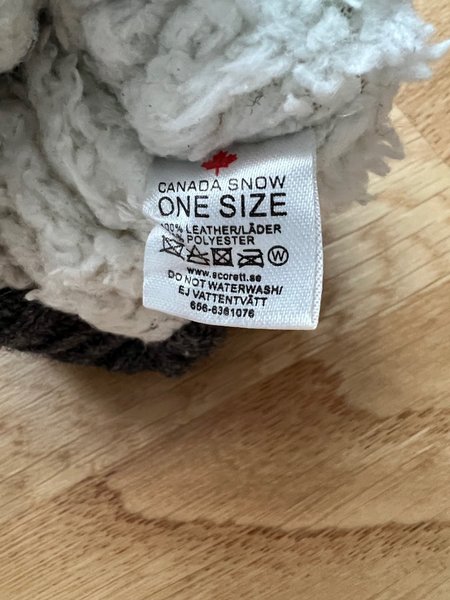 CANADA SNOW
ONE SIZE
100% LEATHER/LÄDER
POLYESTER
W
www.scorett.se
DO NOT WATERWASH/
EJ VATTENTVÄTT
656-6361076